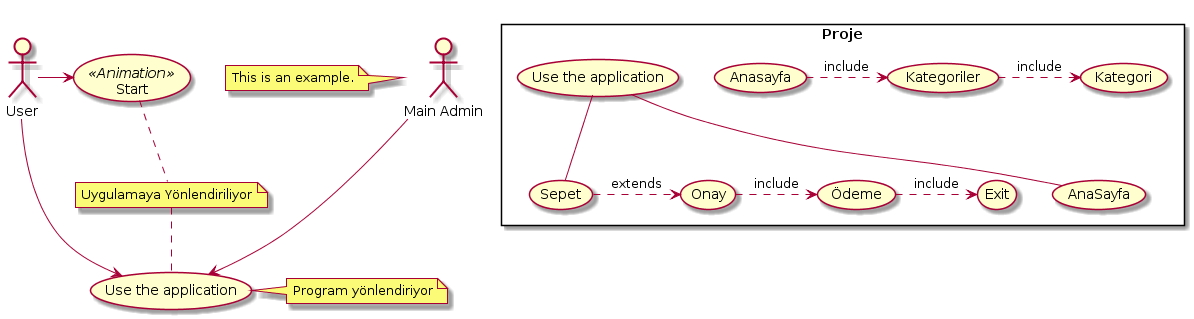 Proje
«Animation»
Start
User
This is an example.
Main Admin
Use the application
Anasayfa
include
Kategoriler
include
Kategori
Uygulamaya Yönlendiriliyor
Sepet
extends
Onay
include
Ödeme
include
Exit
AnaSayfa
Use the application
Program yönlendiriyor